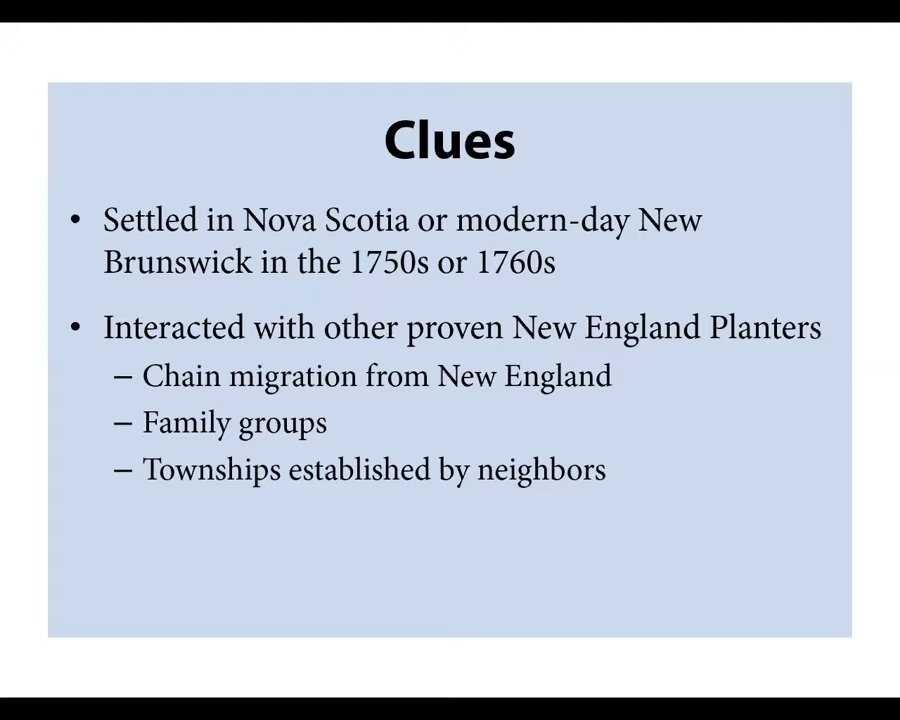 Clues
• Settled in Nova Scotia or modern-day New
Brunswick in the 1750s or 1760s
• Interacted with other proven New England Planters
– Chain migration from New England
– Family groups
– Townships established by neighbors